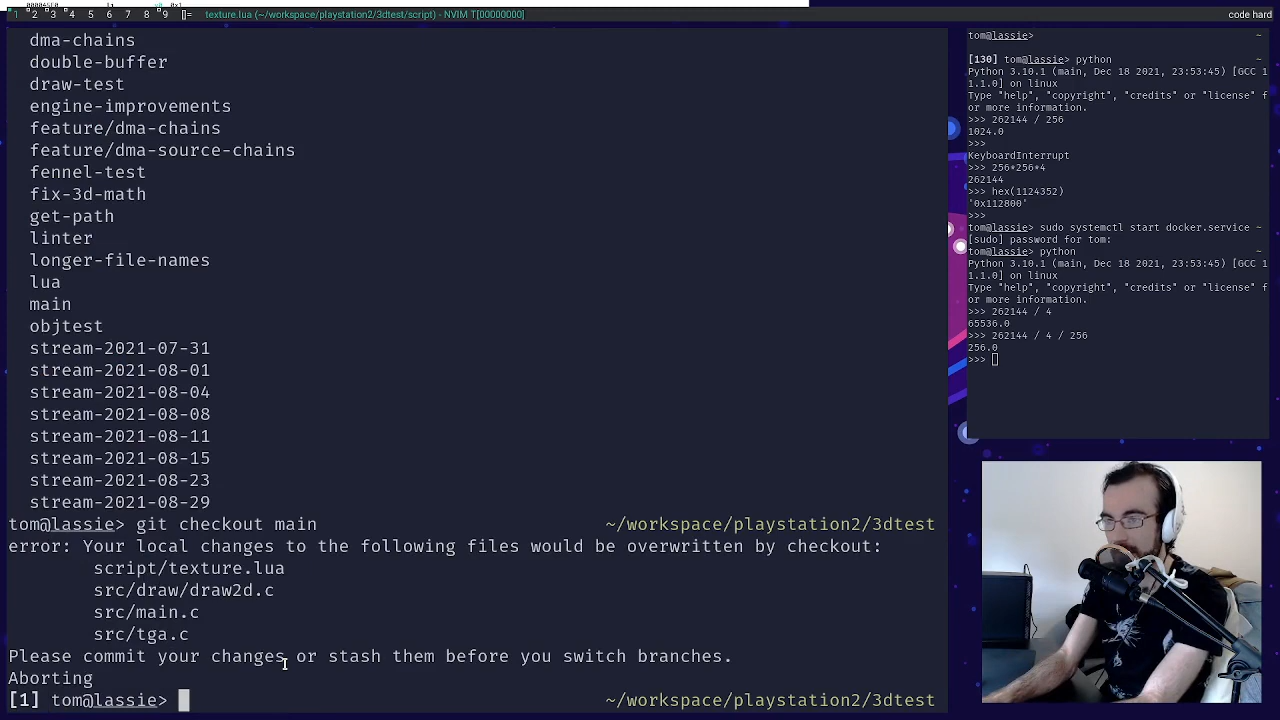 1 2 3 4 5 6 7 8 9 []= texture.lua (~/workspace/playstation2/3dtest/script) - NVIM T[00000000] code hard
dma-chains
double-buffer
draw-test
engine-improvements
feature/dma-chains
feature/dma-source-chains
fennel-test
fix-3d-math
get-path
linter
longer-file-names
lua
main
objtest
stream-2021-07-31
stream-2021-08-01
stream-2021-08-04
stream-2021-08-08
stream-2021-08-11
stream-2021-08-15
stream-2021-08-23
stream-2021-08-29
tom@lassie> git checkout main ~/workspace/playstation2/3dtest
error: Your local changes to the following files would be overwritten by checkout:
script/texture.lua
src/draw/draw2d.c
src/main.c
src/tga.c
Please commit your changes or stash them before you switch branches.
Aborting
[1] tom@lassie> ~/workspace/playstation2/3dtest
tom@lassie> ~
[130] tom@lassie> python ~
Python 3.10.1 (main, Dec 18 2021, 23:53:45) [GCC 1
1.1.0] on linux
Type "help", "copyright", "credits" or "license" f
or more information.
>>> 262144 / 256
1024.0
>>>
KeyboardInterrupt
>>> 256*256*4
262144
>>> hex(1124352)
'0x112800'
>>>
tom@lassie> sudo systemctl start docker.service ~
[sudo] password for tom:
tom@lassie> python ~
Python 3.10.1 (main, Dec 18 2021, 23:53:45) [GCC 1
1.1.0] on linux
Type "help", "copyright", "credits" or "license" f
or more information.
>>> 262144 / 4
65536.0
>>> 262144 / 4 / 256
256.0
>>>